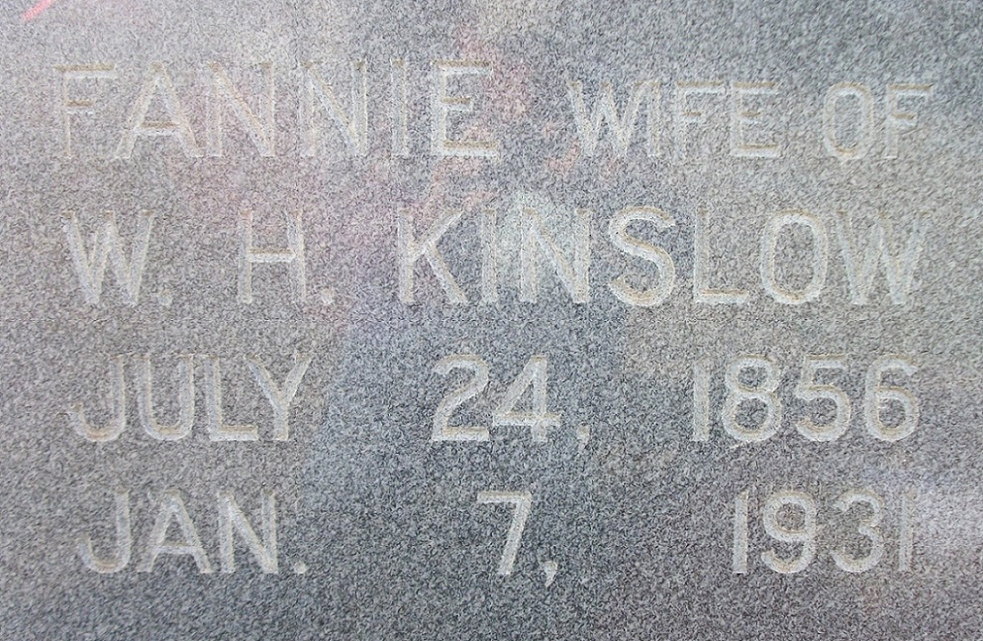 FANNIE WIFE OF
W. H. KINSLOW
JULY 24, 1856
JAN. 7, 1931